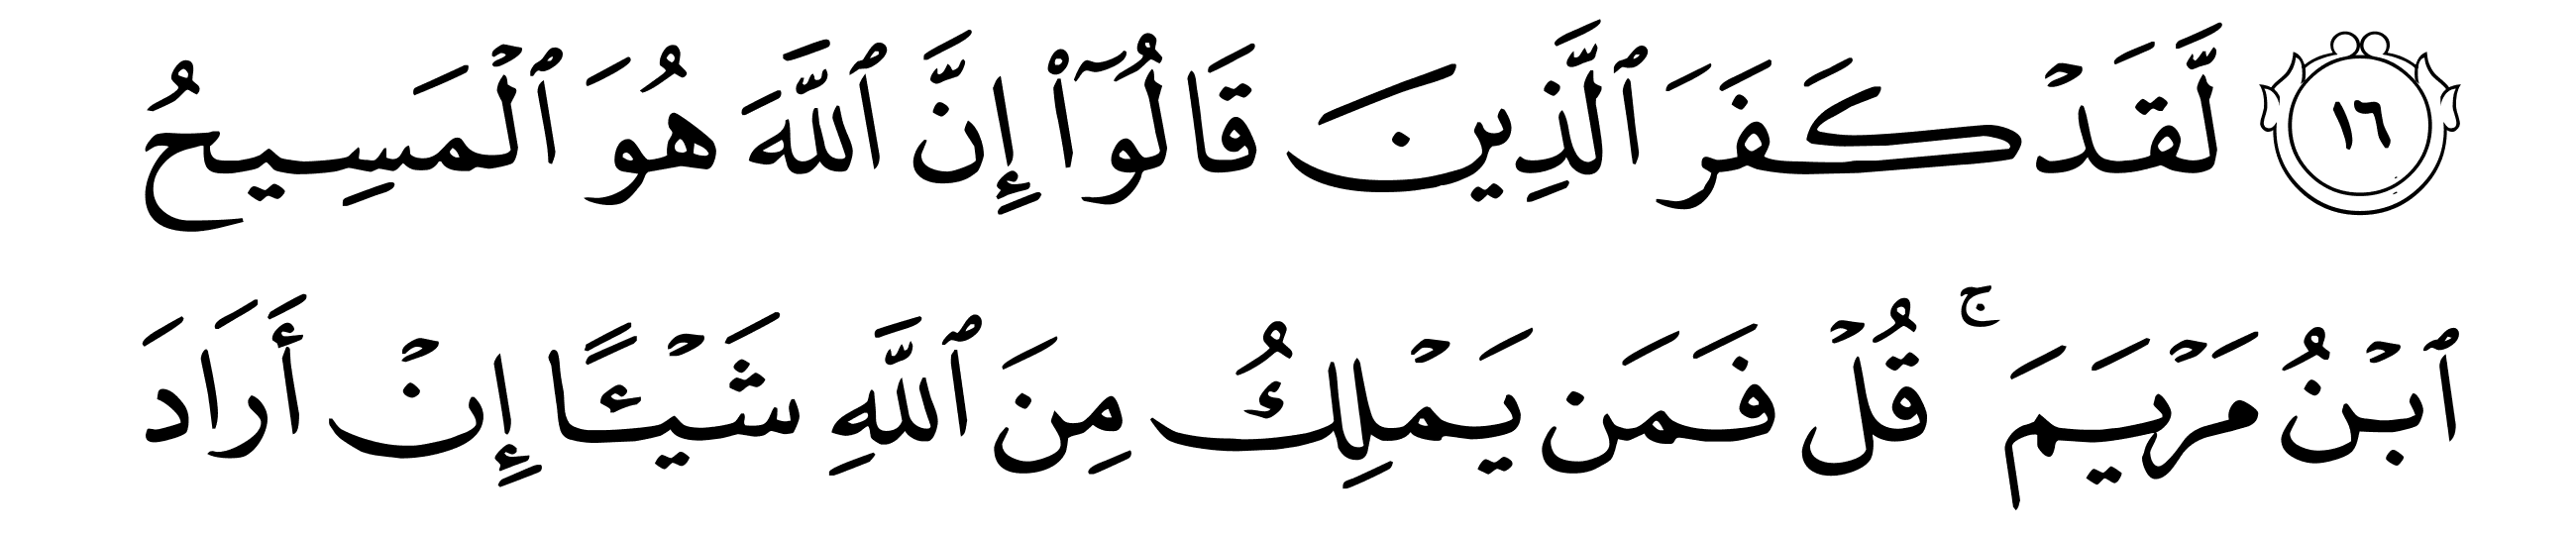 ١٦ لَّقَدْ كَفَرَ ٱلَّذِينَ قَالُوٓا۟ إِنَّ ٱللَّهَ هُوَ ٱلْمَسِيحُ
ٱبْنُ مَرْيَمَ ۚ قُلْ فَمَن يَمْلِكُ مِنَ ٱللَّهِ شَيْـًٔا إِنْ أَرَادَ